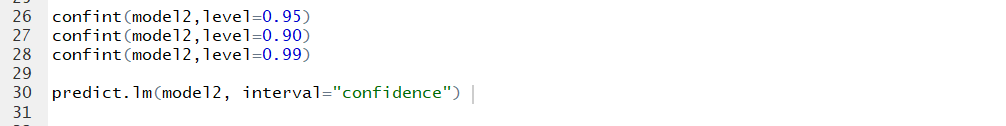 26 confint(model2,level=0.95)
27 confint(model2,level=0.90)
28 confint(model2,level=0.99)
29
30 predict.lm(model2, interval="confidence")
31